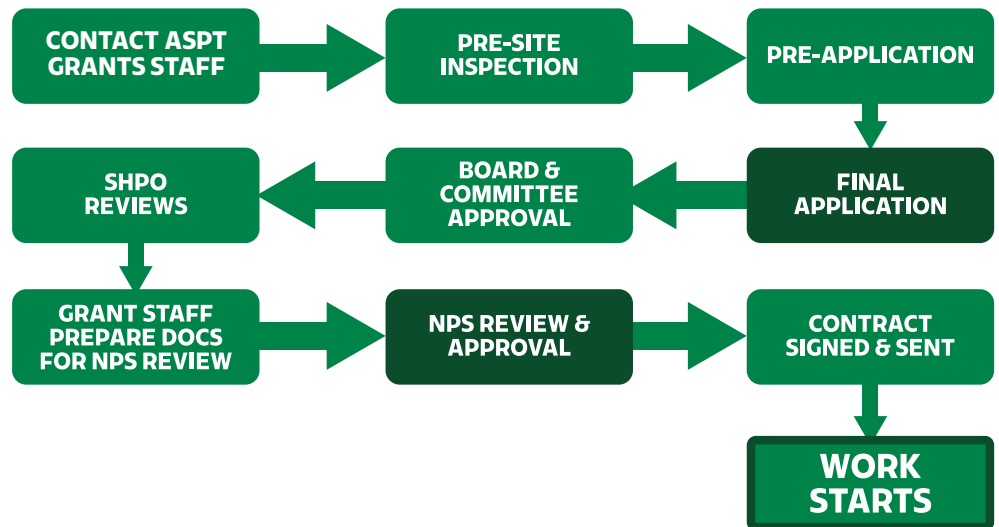 CONTACT ASPT
GRANTS STAFF
PRE-SITE
INSPECTION
PRE-APPLICATION
FINAL
APPLICATION
BOARD &
COMMITTEE
APPROVAL
SHPO
REVIEWS
GRANT STAFF
PREPARE DOCS
FOR NPS REVIEW
NPS REVIEW &
APPROVAL
CONTRACT
SIGNED & SENT
WORK
STARTS